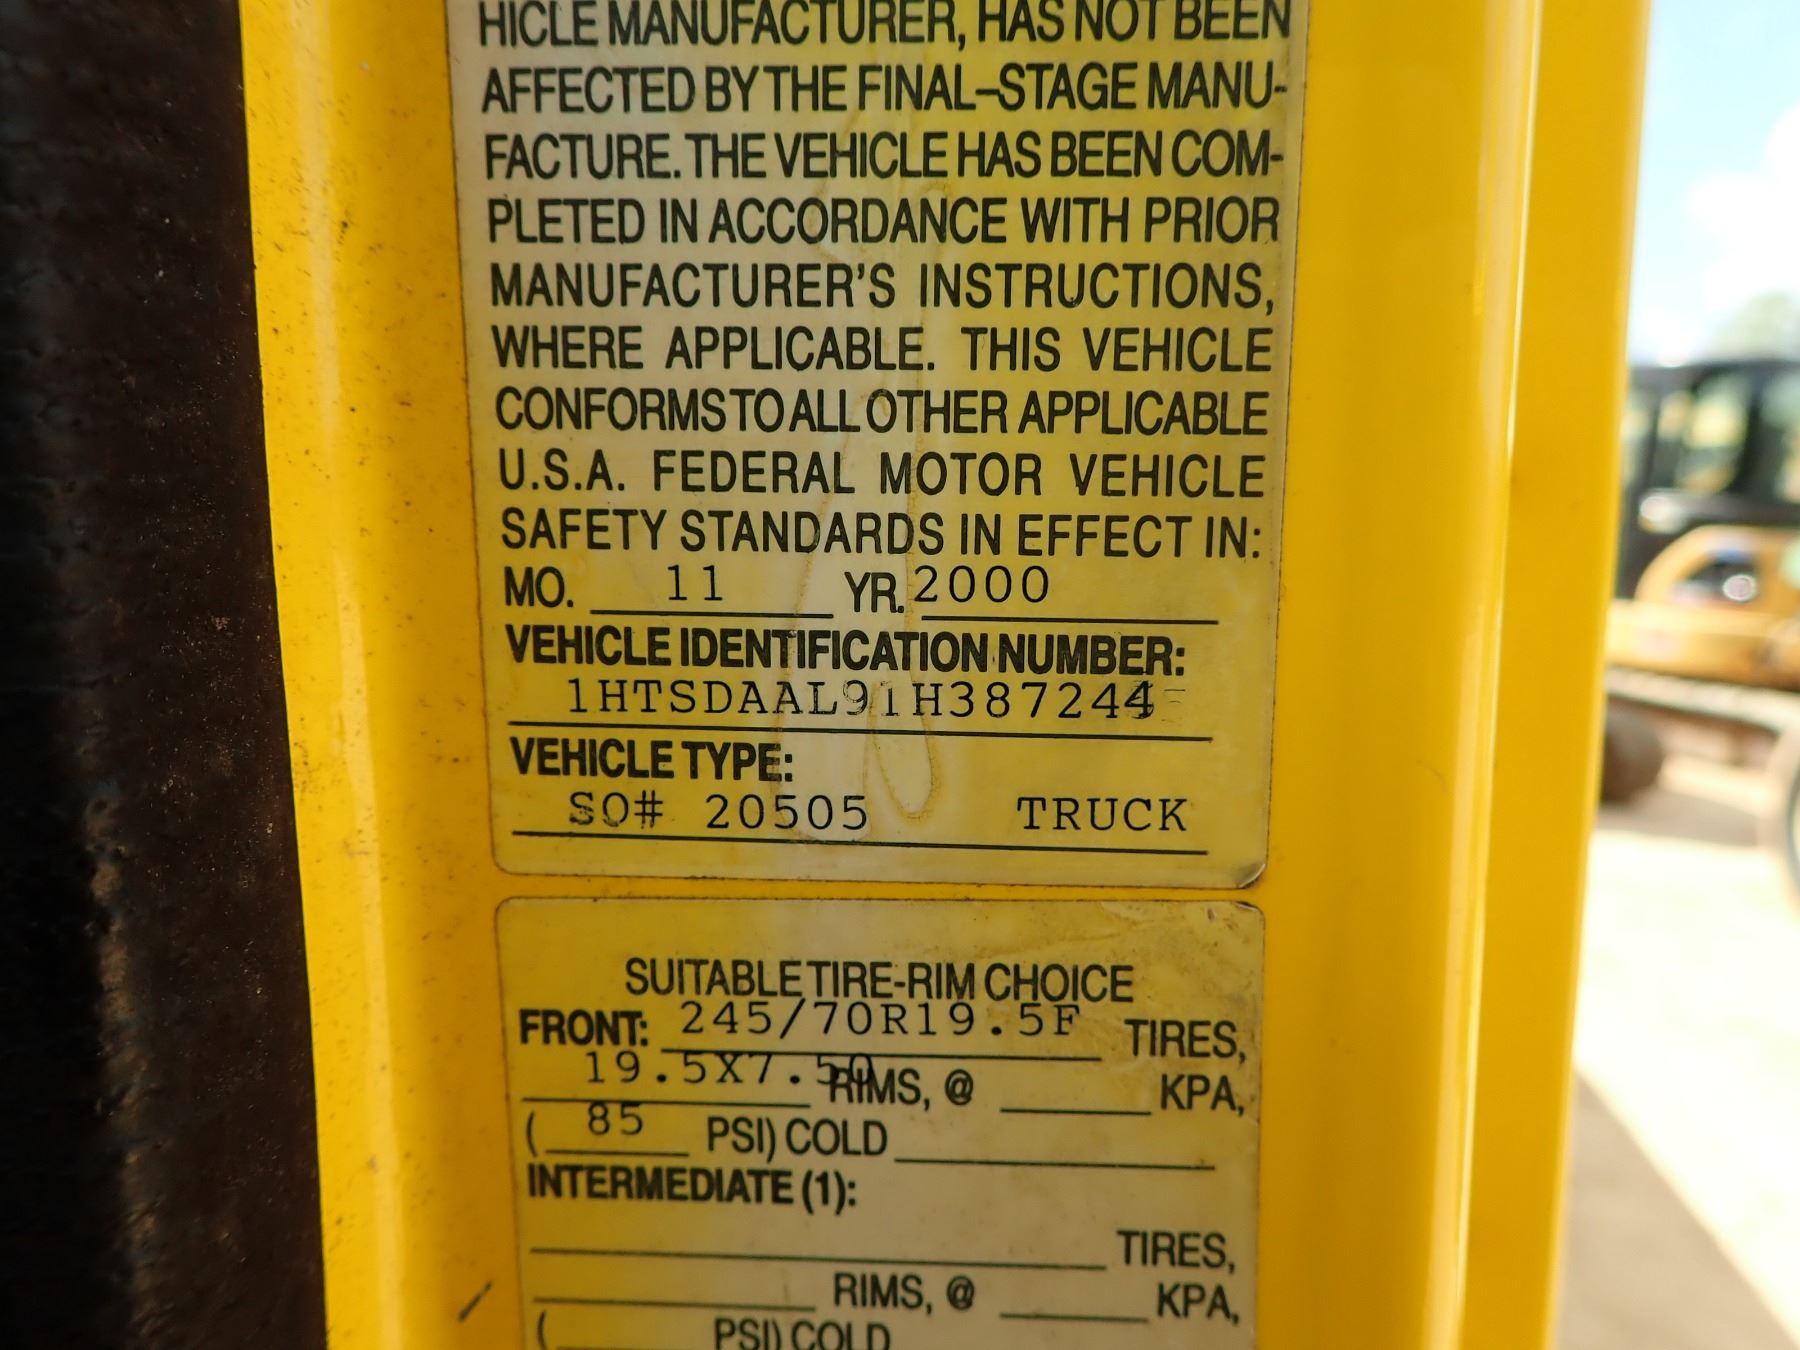 HICLE MANUFACTURER, HAS NOT BEEN
AFFECTED BY THE FINAL-STAGE MANU-
FACTURE. THE VEHICLE HAS BEEN COM-
PLETED IN ACCORDANCE WITH PRIOR
MANUFACTURER'S INSTRUCTIONS,
WHERE APPLICABLE. THIS VEHICLE
CONFORMS TO ALL OTHER APPLICABLE
U.S.A. FEDERAL MOTOR VEHICLE
SAFETY STANDARDS IN EFFECT IN:
MO. 11 YR. 2000
VEHICLE IDENTIFICATION NUMBER:
1HTSDAAL91H387244
VEHICLE TYPE:
SO# 20505 TRUCK
SUITABLE TIRE-RIM CHOICE
FRONT: 245/70R19.5F TIRES,
19.5X7.50 RIMS, @ KPA,
( 85 PSI) COLD
INTERMEDIATE (1):
TIRES,
RIMS, @ KPA,
( PSI) COLD